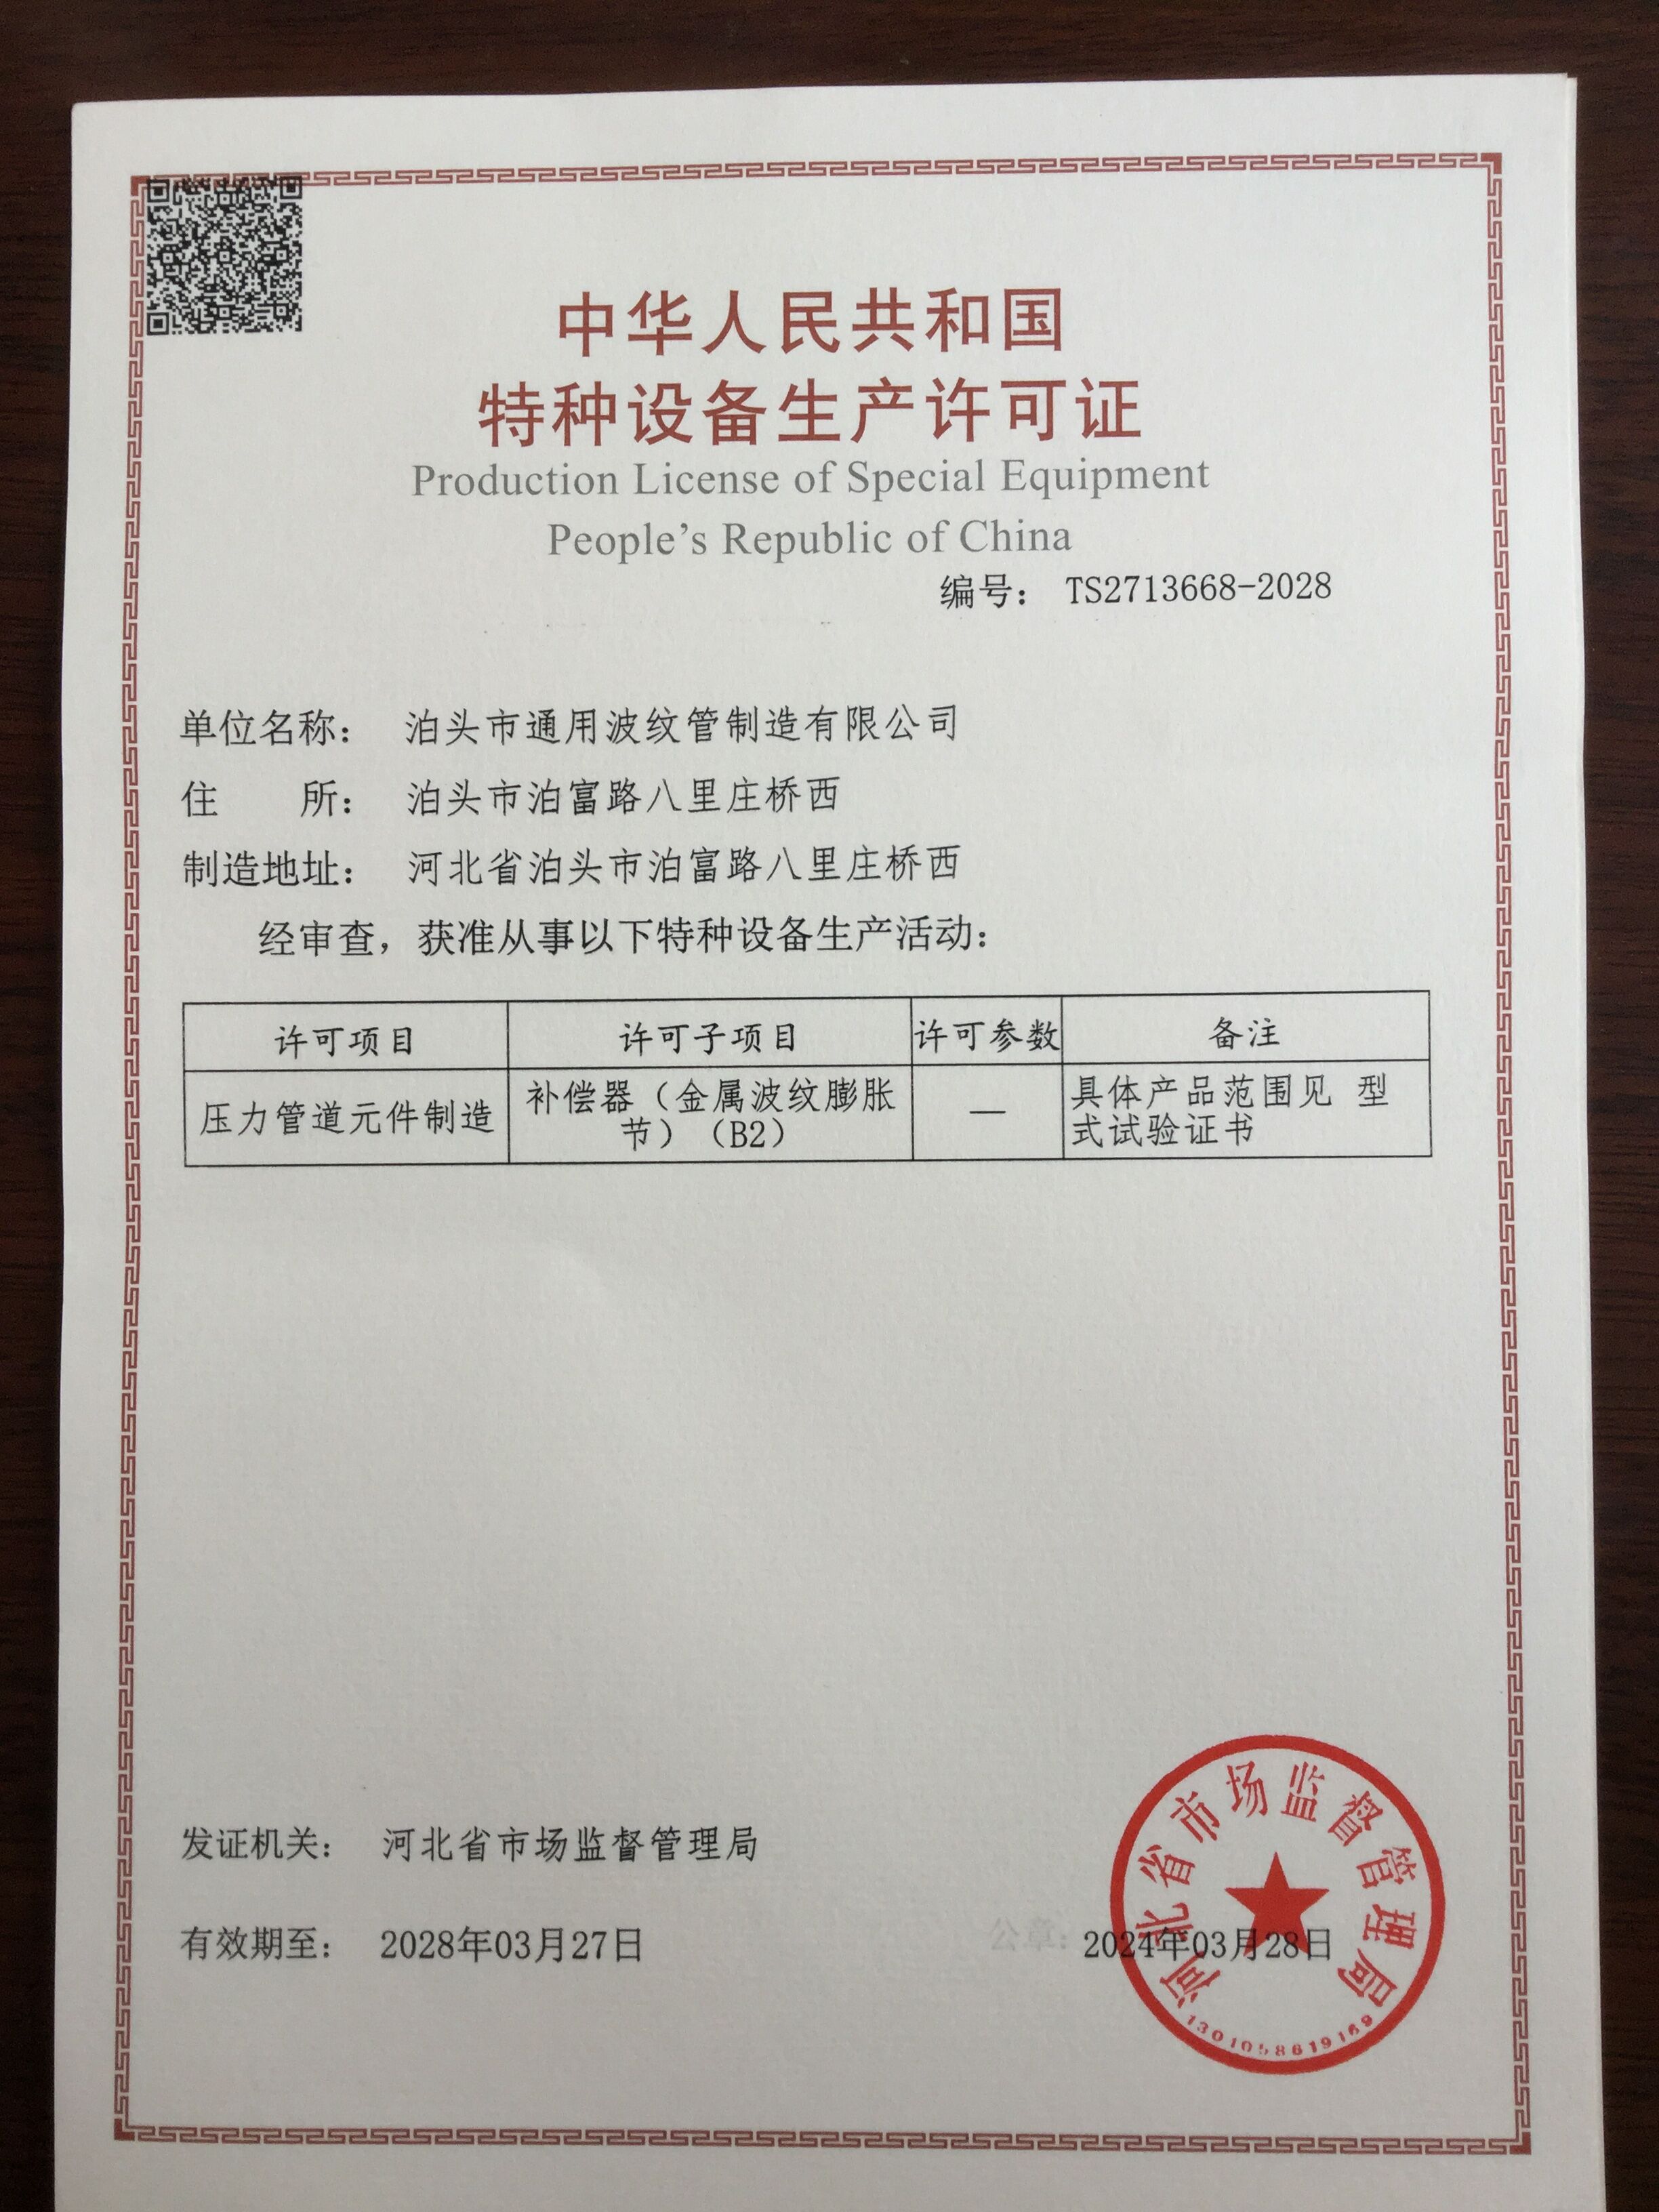 中华人民共和国
特种设备生产许可证
Production License of Special Equipment
People's Republic of China
编号： TS2713668-2028
单位名称： 泊头市通用波纹管制造有限公司
住 所： 泊头市泊富路八里庄桥西
制造地址： 河北省泊头市泊富路八里庄桥西
经审查，获准从事以下特种设备生产活动：
许可项目 许可子项目 许可参数 备注
压力管道元件制造 补偿器（金属波纹膨胀 — 具体产品范围见 型
节）（B2） 式试验证书
发证机关： 河北省市场监督管理局
有效期至： 2028年03月27日 公章： 2024年03月28日
河北省市场监督管理局
1301058619169